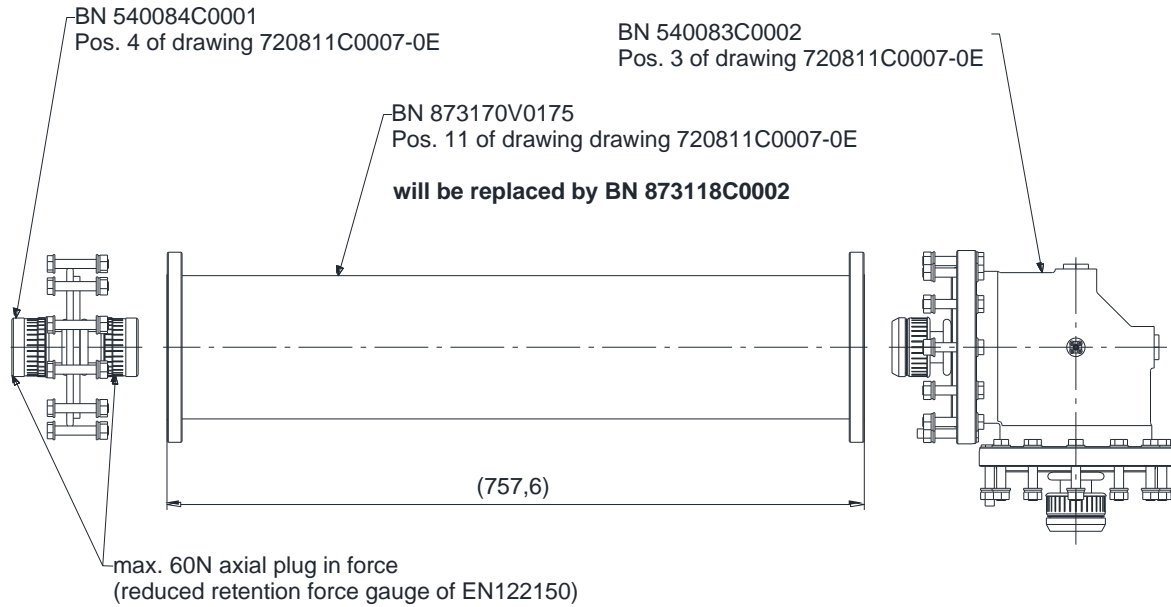 BN 540084C0001
Pos. 4 of drawing 720811C0007-0E
BN 540083C0002
Pos. 3 of drawing 720811C0007-0E
BN 873170V0175
Pos. 11 of drawing drawing 720811C0007-0E
will be replaced by BN 873118C0002
(757,6)
max. 60N axial plug in force
(reduced retention force gauge of EN122150)